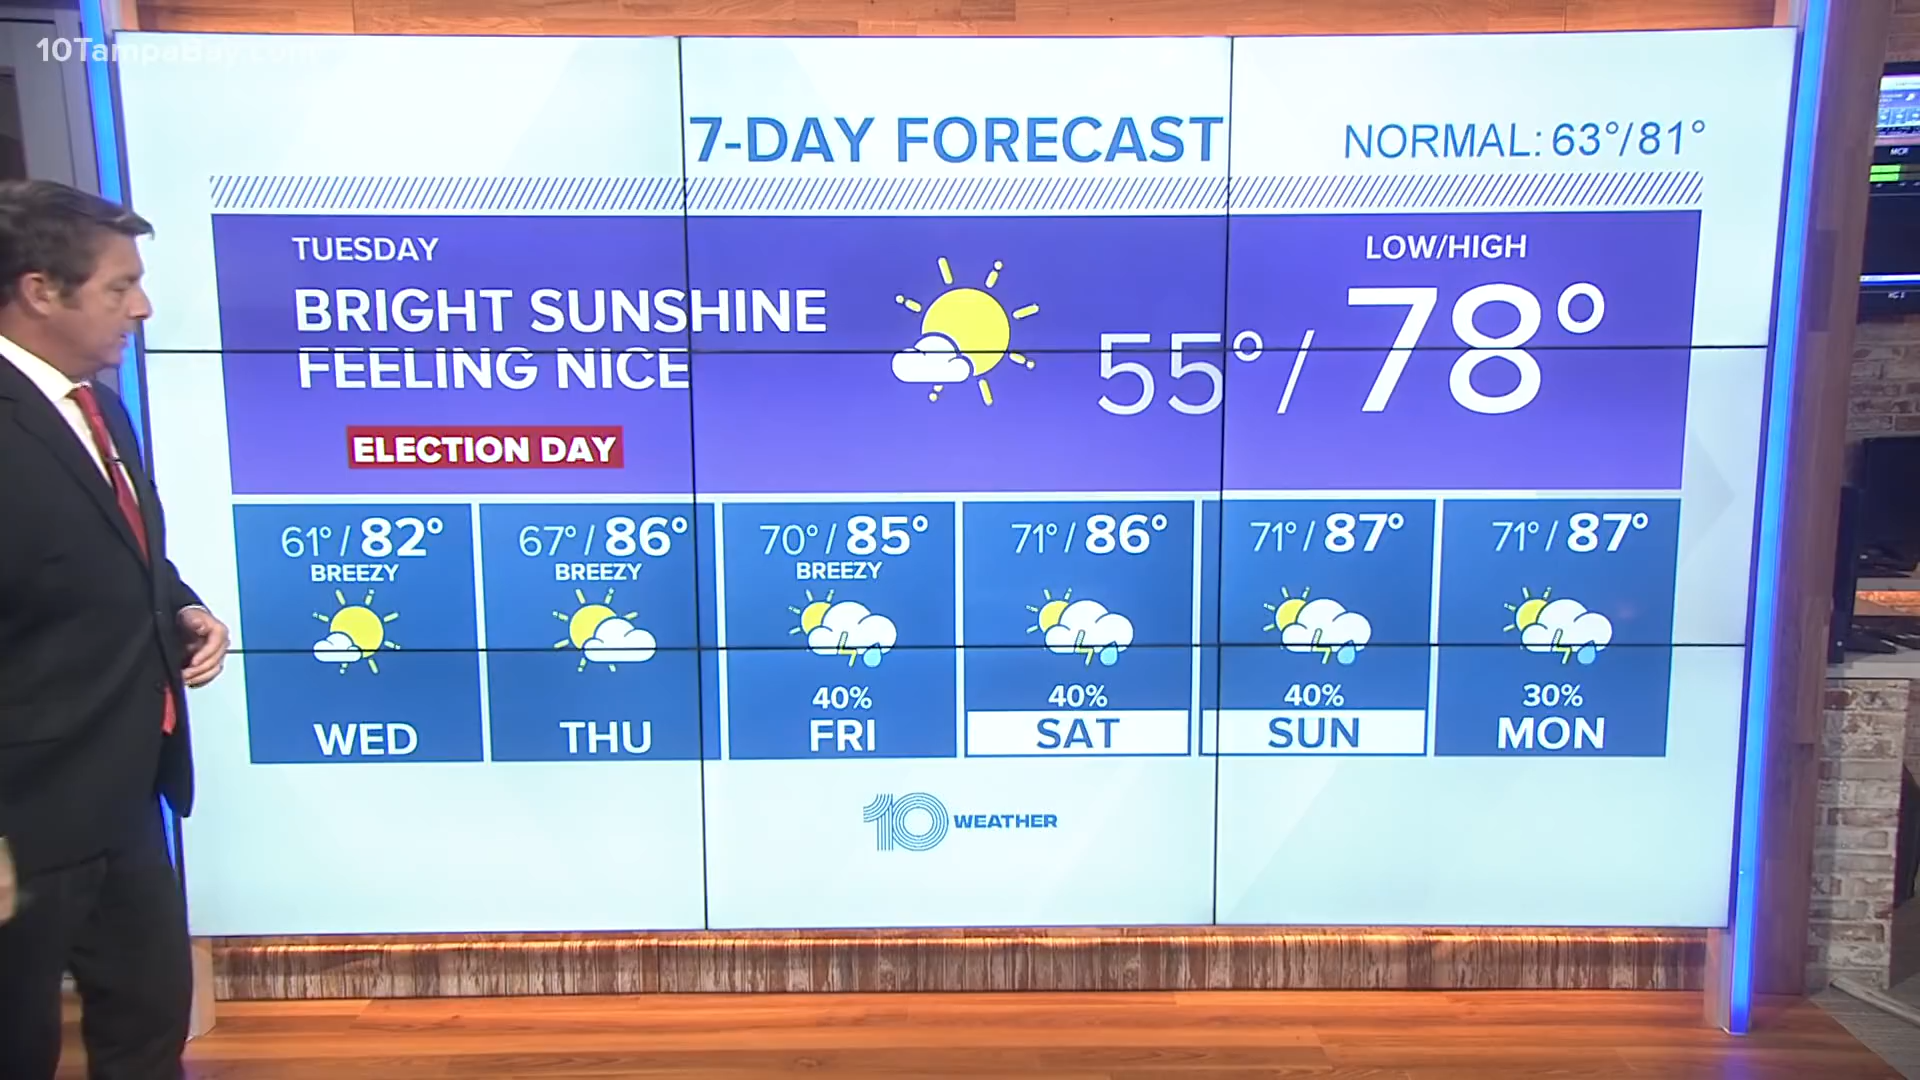 10TampaBay.com
7-DAY FORECAST
NORMAL: 63°/81°
TUESDAY
BRIGHT SUNSHINE
FEELING NICE
ELECTION DAY
LOW/HIGH
55°/78°
61°/82°
BREEZY
WED
67°/86°
BREEZY
THU
70°/85°
BREEZY
40%
FRI
71°/86°
40%
SAT
71°/87°
40%
SUN
71°/87°
30%
MON
10 WEATHER